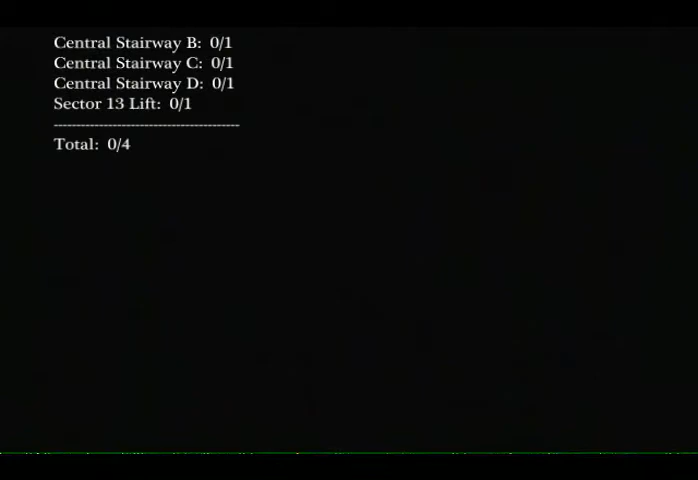 Central Stairway B: 0/1
Central Stairway C: 0/1
Central Stairway D: 0/1
Sector 13 Lift: 0/1
------------------------------------------
Total: 0/4